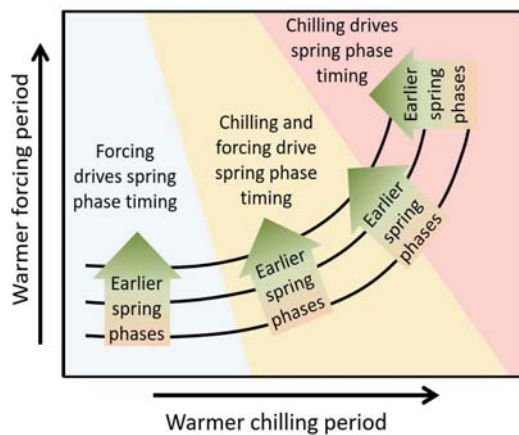 Chilling drives
spring phase
timing
Chilling and
forcing drive
spring phase
timing
Forcing
drives spring
phase timing
Earlier
spring
phases
Earlier
spring
phases
Earlier
spring
phases
Earlier
spring
phases
Warmer forcing period
Warmer chilling period